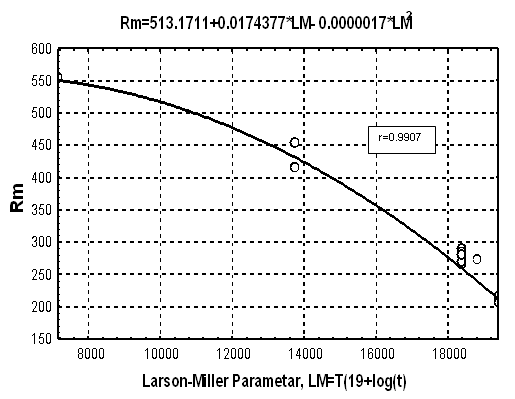 Rm=513.1711+0.0174377*LM-0.0000017*LM²
600
550
500
450
400
350
300
250
200
150
Rm
r=0.9907
8000 10000 12000 14000 16000 18000
Larson-Miller Parametar, LM=T(19+log(t)